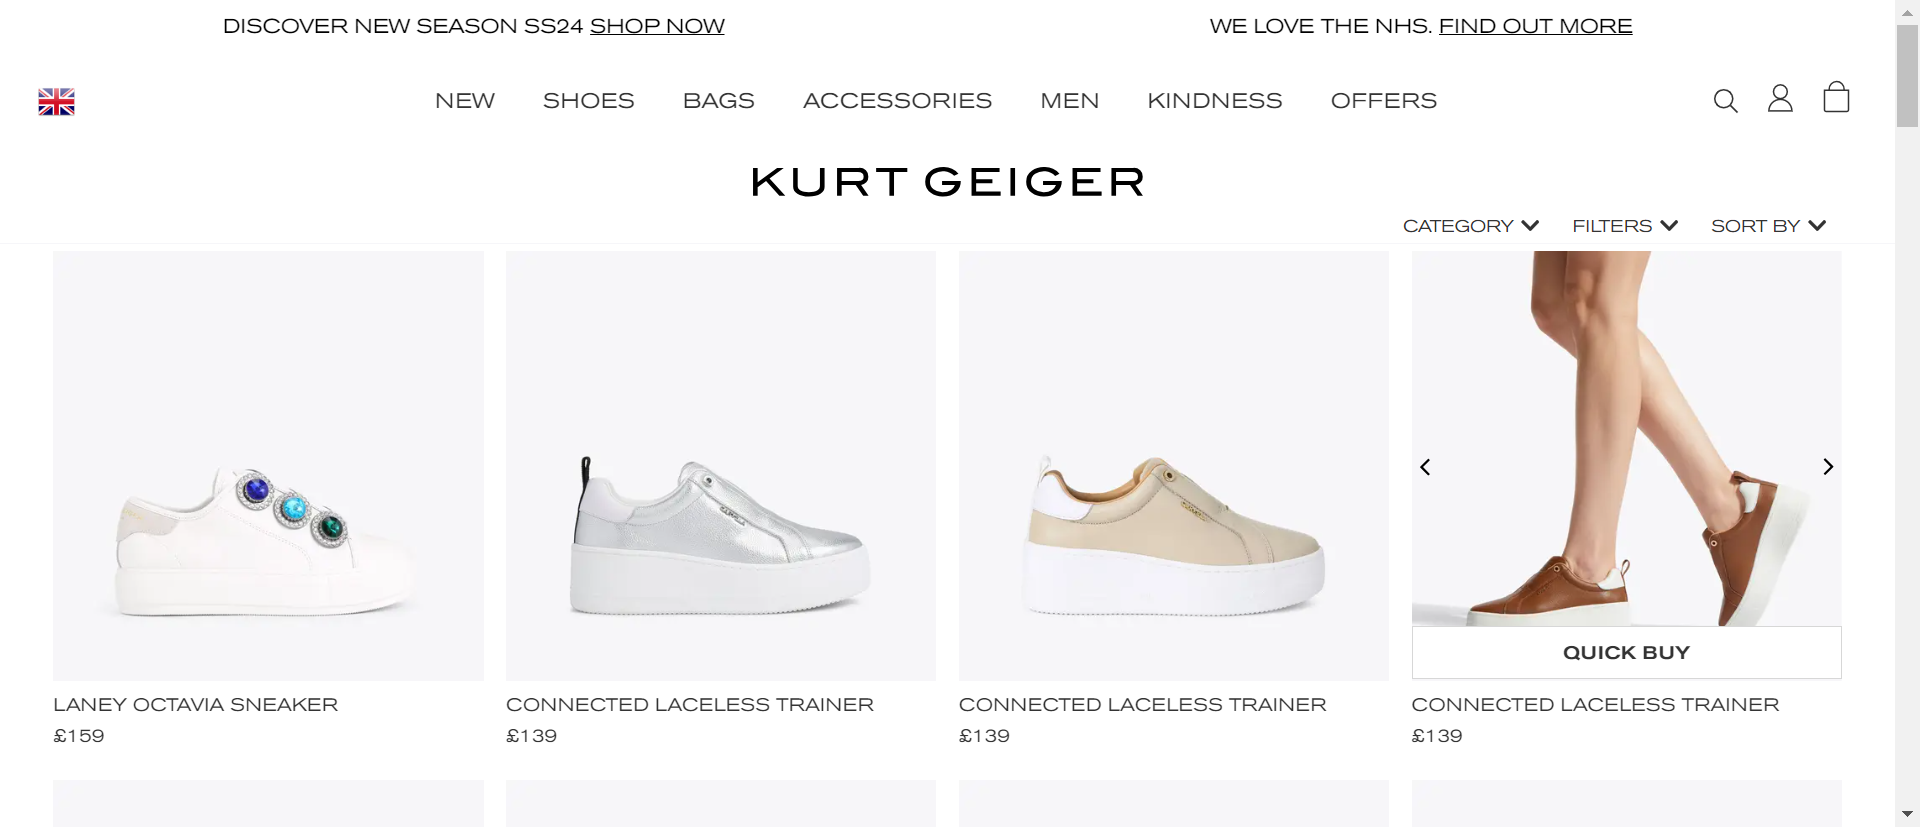 DISCOVER NEW SEASON SS24 SHOP NOW
WE LOVE THE NHS. FIND OUT MORE
NEW
SHOES
BAGS
ACCESSORIES
MEN
KINDNESS
OFFERS
KURT GEIGER
CATEGORY
FILTERS
SORT BY
QUICK BUY
LANEY OCTAVIA SNEAKER
£159
CONNECTED LACELESS TRAINER
£139
CONNECTED LACELESS TRAINER
£139
CONNECTED LACELESS TRAINER
£139